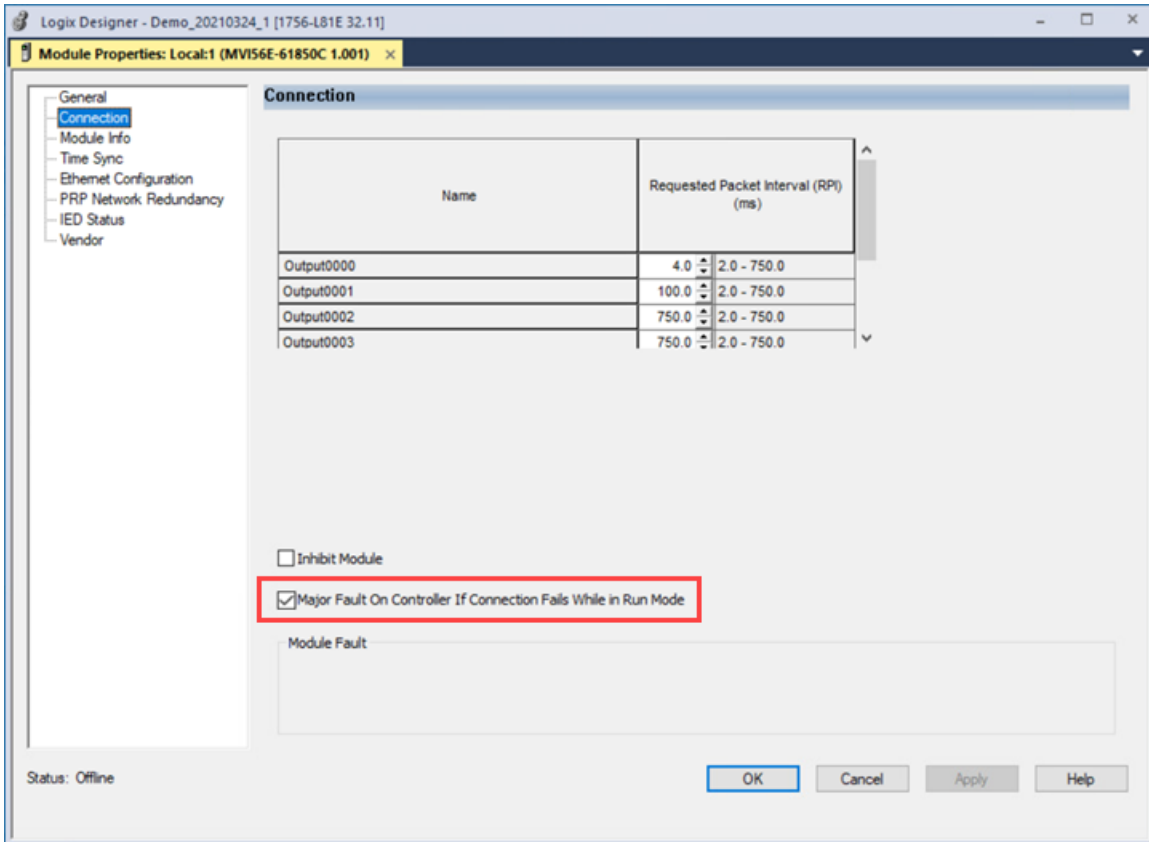 Logix Designer - Demo_20210324_1 [1756-L81E 32.11]
Module Properties: Local:1 (MVI56E-61850C 1.001)
General
Connection
Module Info
Time Sync
Ethernet Configuration
PRP Network Redundancy
IED Status
Vendor
Connection
Name
Requested Packet Interval (RPI)
(ms)
Output0000 4.0 2.0 - 750.0
Output0001 100.0 2.0 - 750.0
Output0002 750.0 2.0 - 750.0
Output0003 750.0 2.0 - 750.0
Inhibit Module
Major Fault On Controller If Connection Fails While in Run Mode
Module Fault
Status: Offline
OK Cancel Apply Help